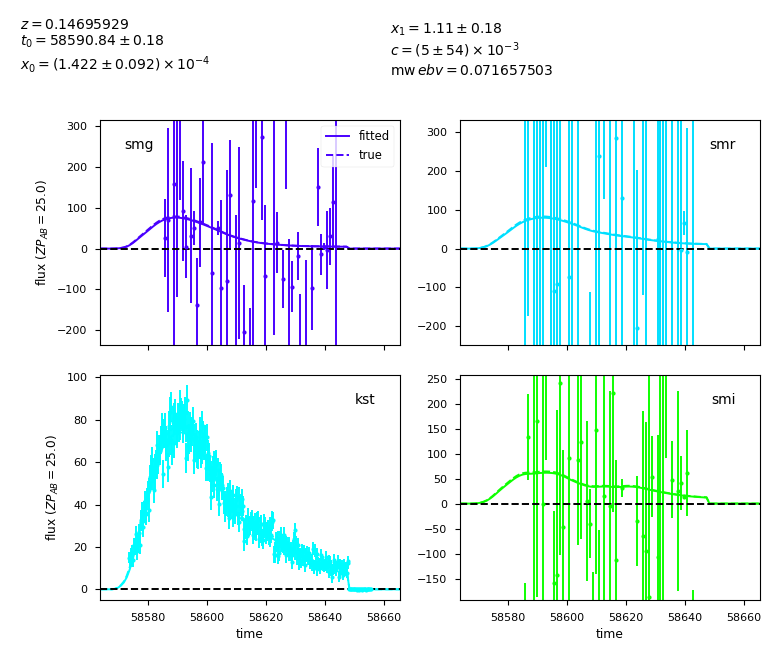 z = 0.14695929
t₀ = 58590.84 ± 0.18
x₀ = (1.422 ± 0.092) × 10⁻⁴
x₁ = 1.11 ± 0.18
c = (5 ± 54) × 10⁻³
mw ebv = 0.071657503
smg
fitted
true
300
200
100
0
−100
−200
flux (ZP_AB = 25.0)
smr
300
200
100
0
−100
−200
kst
100
80
60
40
20
0
flux (ZP_AB = 25.0)
58580 58600 58620 58640 58660
time
smi
250
200
150
100
50
0
−50
−100
−150
58580 58600 58620 58640 58660
time